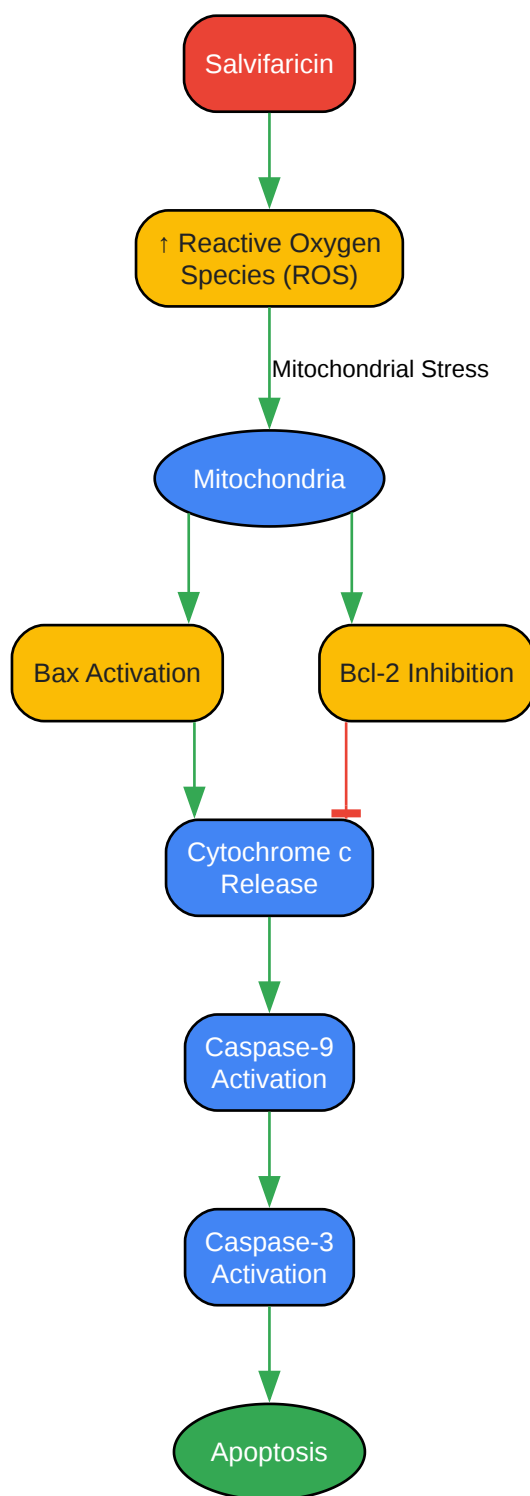 Salvifaricin
↑ Reactive Oxygen
Species (ROS)
Mitochondrial Stress
Mitochondria
Bax Activation
Bcl-2 Inhibition
Cytochrome c
Release
Caspase-9
Activation
Caspase-3
Activation
Apoptosis